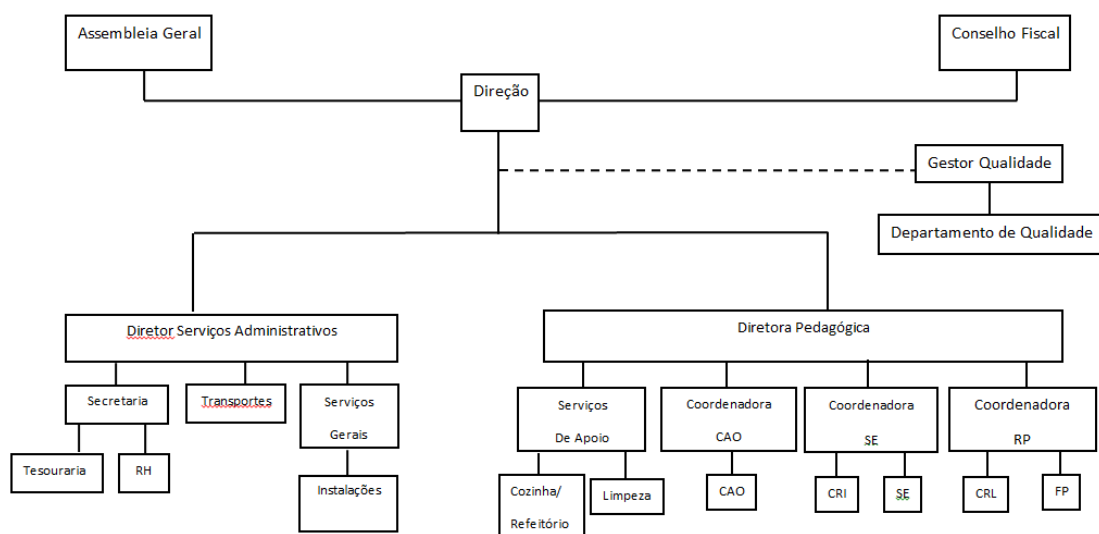 Assembleia Geral
Conselho Fiscal
Direção
Gestor Qualidade
Departamento de Qualidade
Diretor Serviços Administrativos
Diretora Pedagógica
Secretaria
Transportes
Serviços
Gerais
Serviços
De Apoio
Coordenadora
CAO
Coordenadora
SE
Coordenadora
RP
Tesouraria
RH
Instalações
Cozinha/
Refeitório
Limpeza
CAO
CRI
SE
CRL
FP